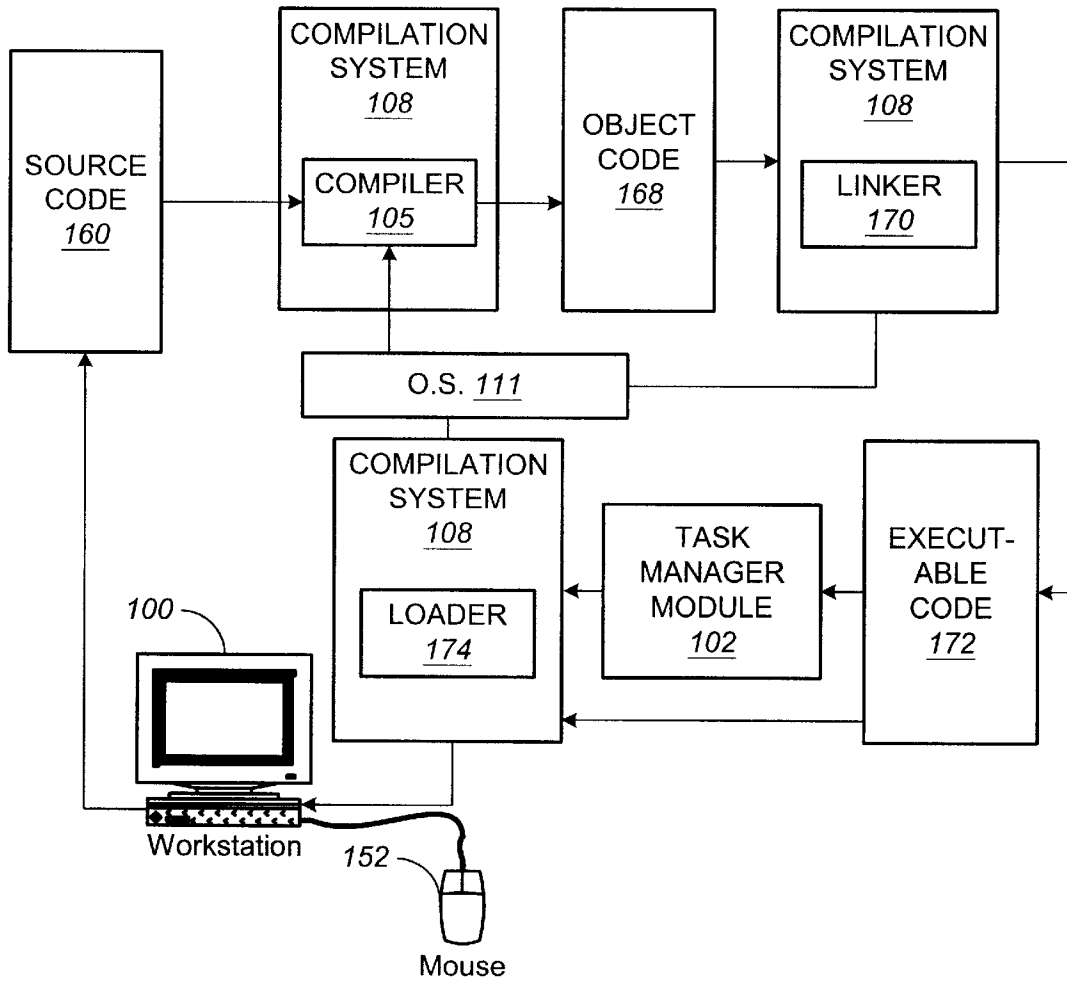 SOURCE
CODE
160
COMPILATION
SYSTEM
108
COMPILER
105
OBJECT
CODE
168
COMPILATION
SYSTEM
108
LINKER
170
O.S. 111
COMPILATION
SYSTEM
108
LOADER
174
TASK
MANAGER
MODULE
102
EXECUT-
ABLE
CODE
172
100
Workstation
152
Mouse